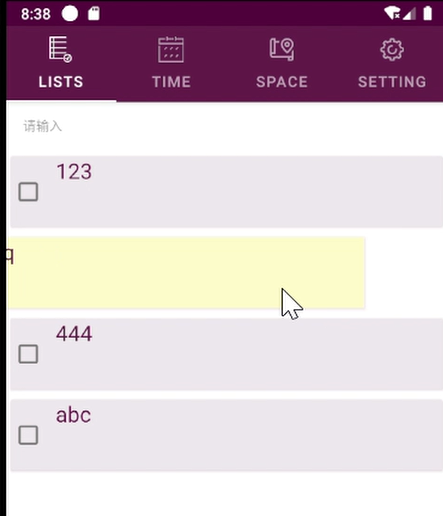 8:38
LISTS TIME SPACE SETTING
请输入
123
q
444
abc